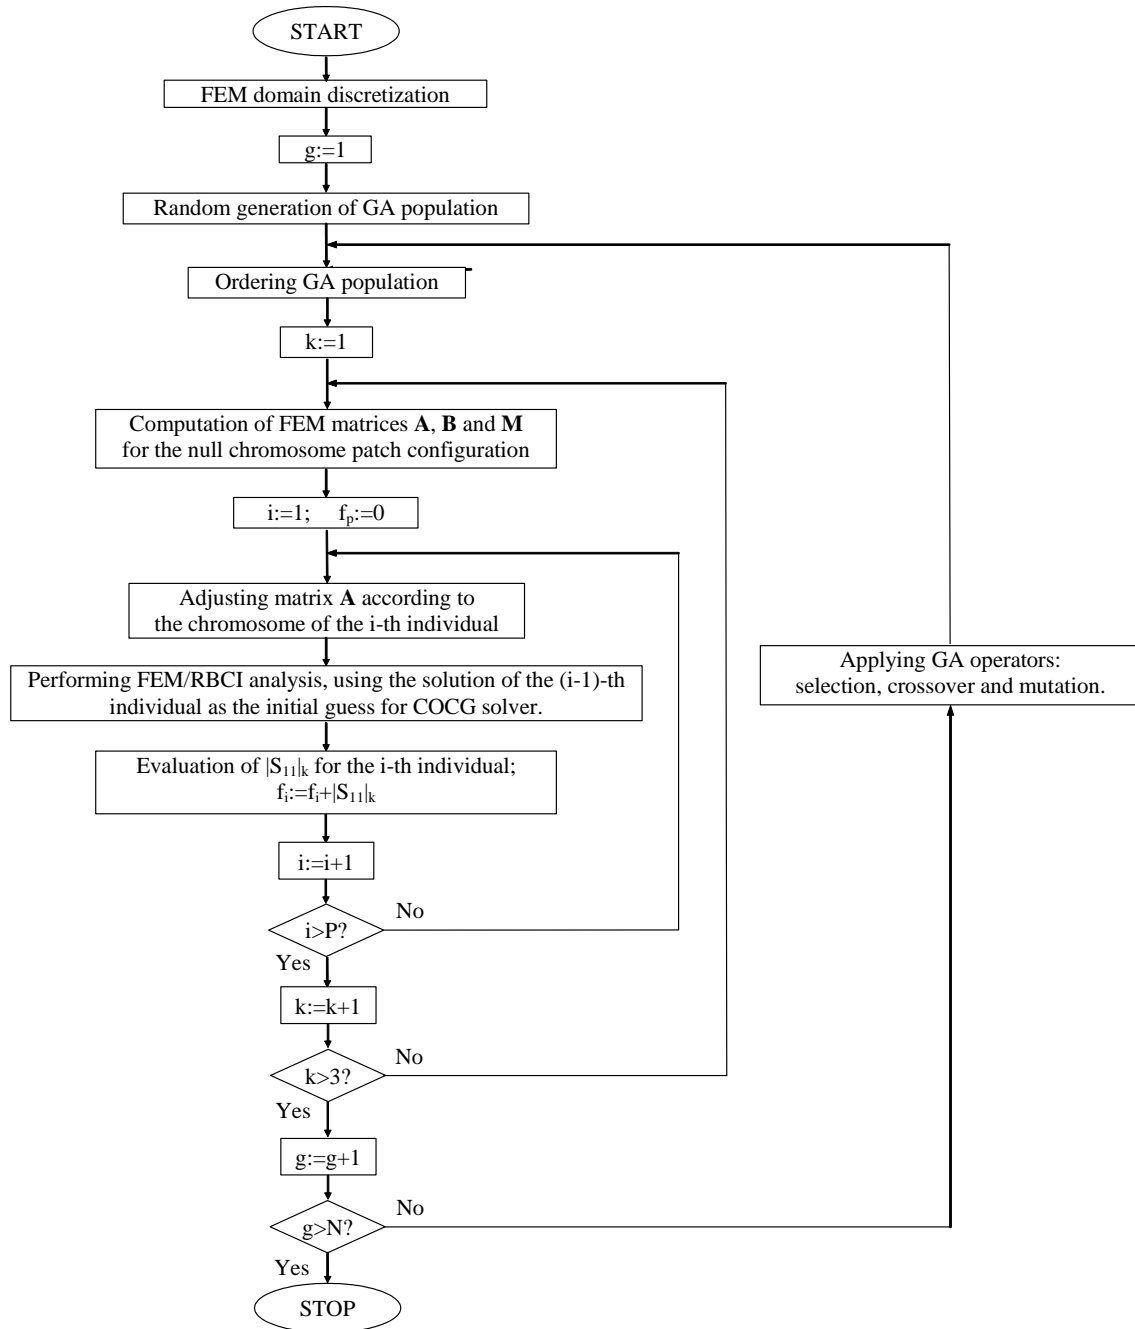 START
FEM domain discretization
g:=1
Random generation of GA population
Ordering GA population
k:=1
Computation of FEM matrices A, B and M
for the null chromosome patch configuration
i:=1; fₚ:=0
Adjusting matrix A according to
the chromosome of the i-th individual
Performing FEM/RBCI analysis, using the solution of the (i-1)-th
individual as the initial guess for COCG solver.
Applying GA operators:
selection, crossover and mutation.
Evaluation of |S₁₁|ₖ for the i-th individual;
fᵢ:=fᵢ+|S₁₁|ₖ
i:=i+1
i>P?
No
Yes
k:=k+1
k>3?
No
Yes
g:=g+1
g>N?
No
Yes
STOP